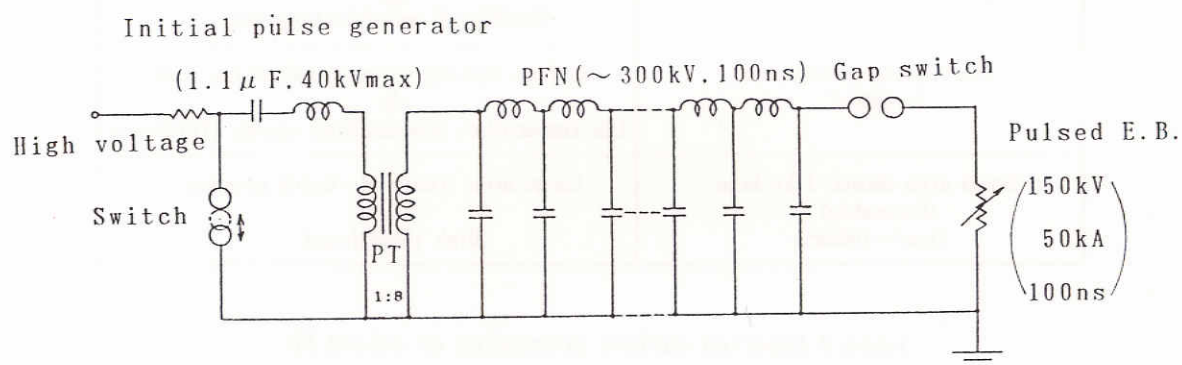 Initial pulse generator
(1.1μF.40kVmax)
PFN(～300kV.100ns)
Gap switch
High voltage
Pulsed E.B.
Switch
150kV
50kA
100ns
PT
1:8